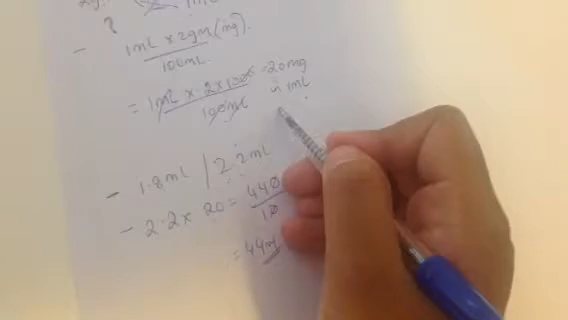 ?
- 1mL x 2gm (mg)
100mL
= 1mL x 2x1000 = 20mg
100mL in 1mL
- 1.8mL / 2.2mL
- 2.2 x 20 = 440
10
= 44mg